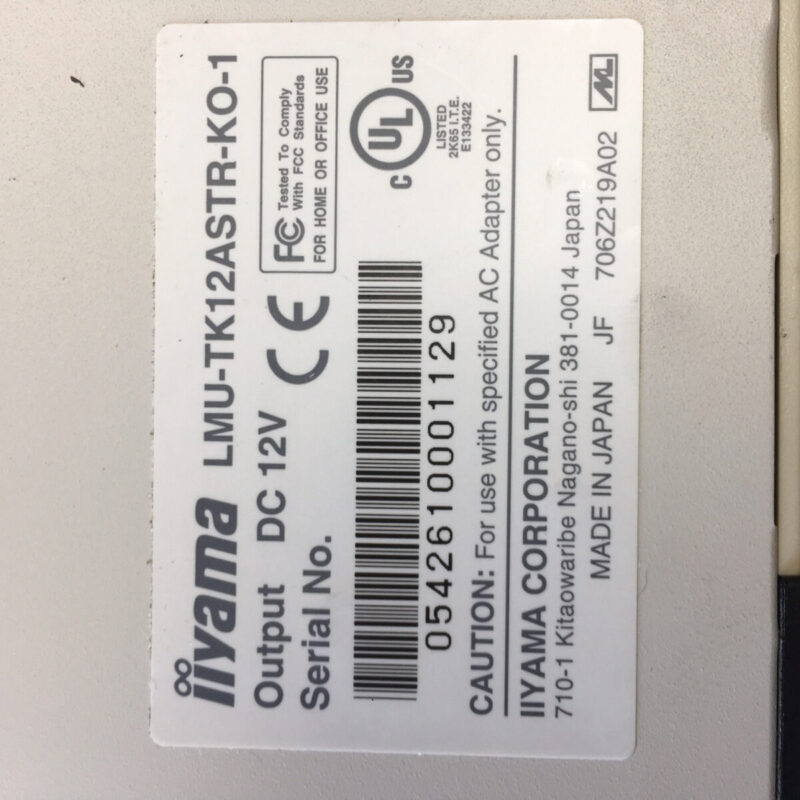 iiyama LMU-TK12ASTR-KO-1
Output DC 12V
Serial No.
CE
FC Tested To Comply
With FCC Standards
FOR HOME OR OFFICE USE
0542610001129
C UL US
LISTED
2K65 I.T.E.
E133422
CAUTION: For use with specified AC Adapter only.
IIYAMA CORPORATION
710-1 Kitaowaribe Nagano-shi 381-0014 Japan
MADE IN JAPAN JF 706Z219A02